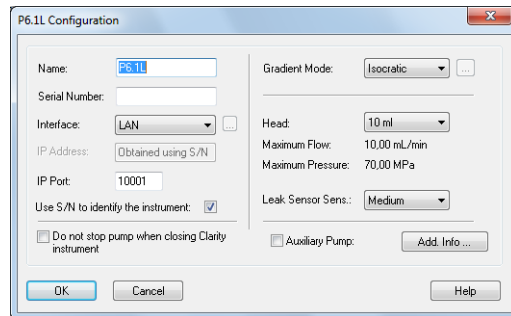 P6.1L Configuration
Name: P6.1L
Serial Number:
Interface: LAN ...
IP Address: Obtained using S/N
IP Port: 10001
Use S/N to identify the instrument:
Do not stop pump when closing Clarity
instrument
Gradient Mode: Isocratic ...
Head: 10 ml
Maximum Flow: 10,00 mL/min
Maximum Pressure: 70,00 MPa
Leak Sensor Sens.: Medium
Auxiliary Pump: Add. Info ...
OK Cancel Help